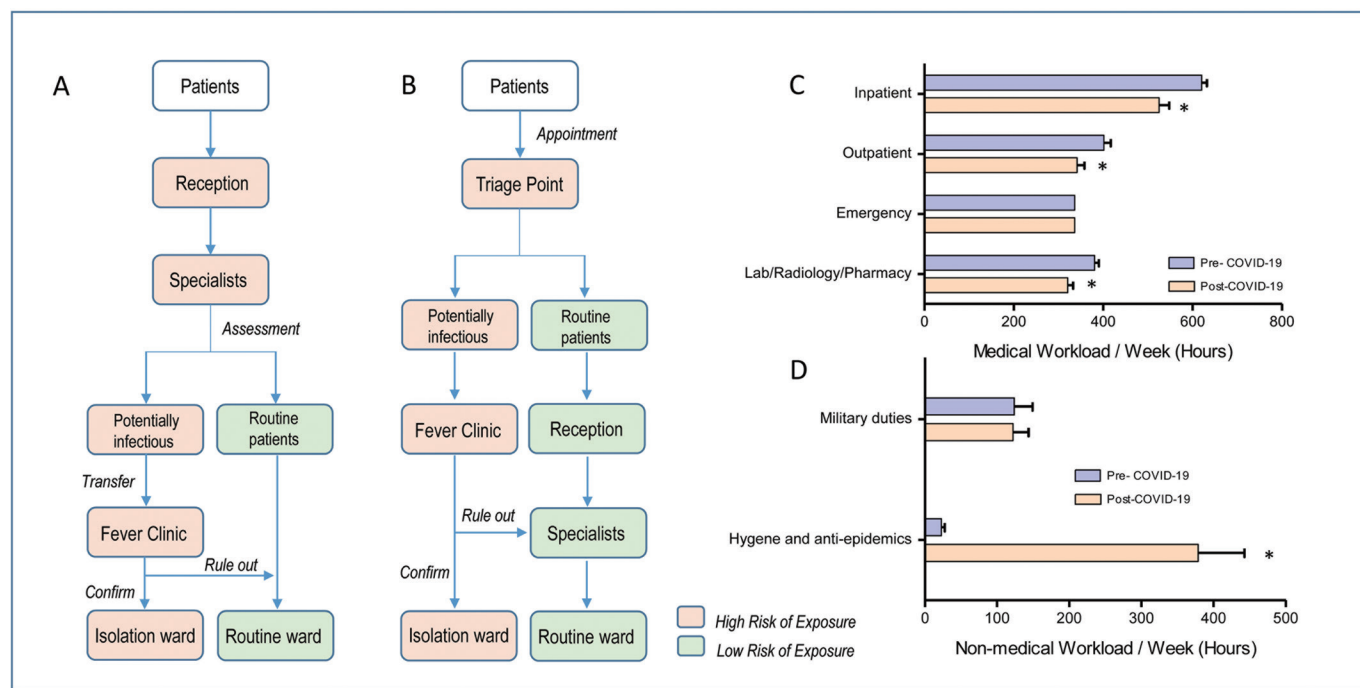 A
Patients
Reception
Specialists
Assessment
Potentially
infectious
Routine
patients
Transfer
Fever Clinic
Rule out
Confirm
Isolation ward
Routine ward
B
Patients
Appointment
Triage Point
Potentially
infectious
Routine
patients
Fever Clinic
Reception
Rule out
Specialists
Confirm
Isolation ward
Routine ward
High Risk of Exposure
Low Risk of Exposure
C
Inpatient
*
Outpatient
*
Emergency
Lab/Radiology/Pharmacy
*
Pre- COVID-19
Post-COVID-19
0 200 400 600 800
Medical Workload / Week (Hours)
D
Military duties
Pre- COVID-19
Post-COVID-19
Hygene and anti-epidemics
*
0 100 200 300 400 500
Non-medical Workload / Week (Hours)